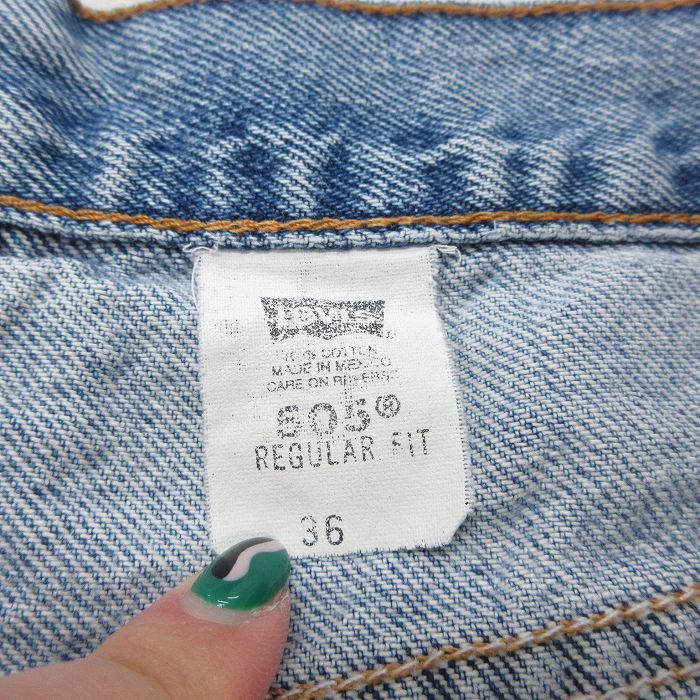 Levi's
100% COTTON
MADE IN MEXICO
CARE ON REVERSE
505®
REGULAR FIT
36